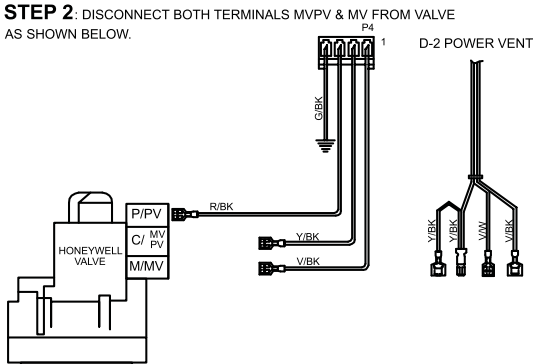 STEP 2: DISCONNECT BOTH TERMINALS MVPV & MV FROM VALVE
AS SHOWN BELOW.
P4
1
D-2 POWER VENT
G/BK
R/BK
Y/BK
V/BK
P/PV
C/ MV
PV
M/MV
HONEYWELL
VALVE
Y/BK
Y/BK
V/W
V/BK